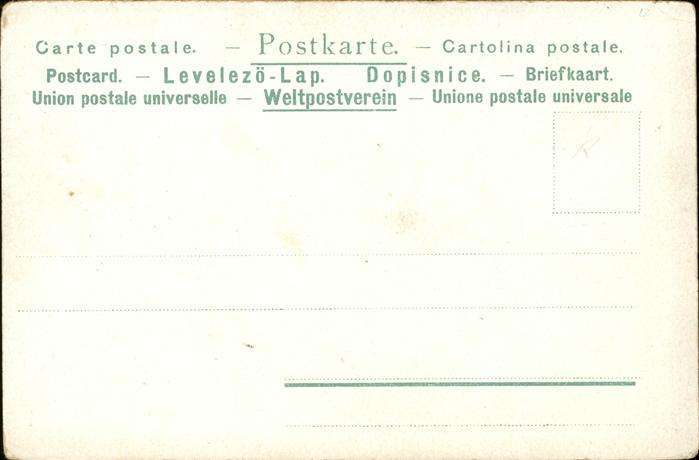 Carte postale. – Postkarte. – Cartolina postale.
Postcard. – Levelezö-Lap. Dopisnice. – Briefkaart.
Union postale universelle – Weltpostverein – Unione postale universale